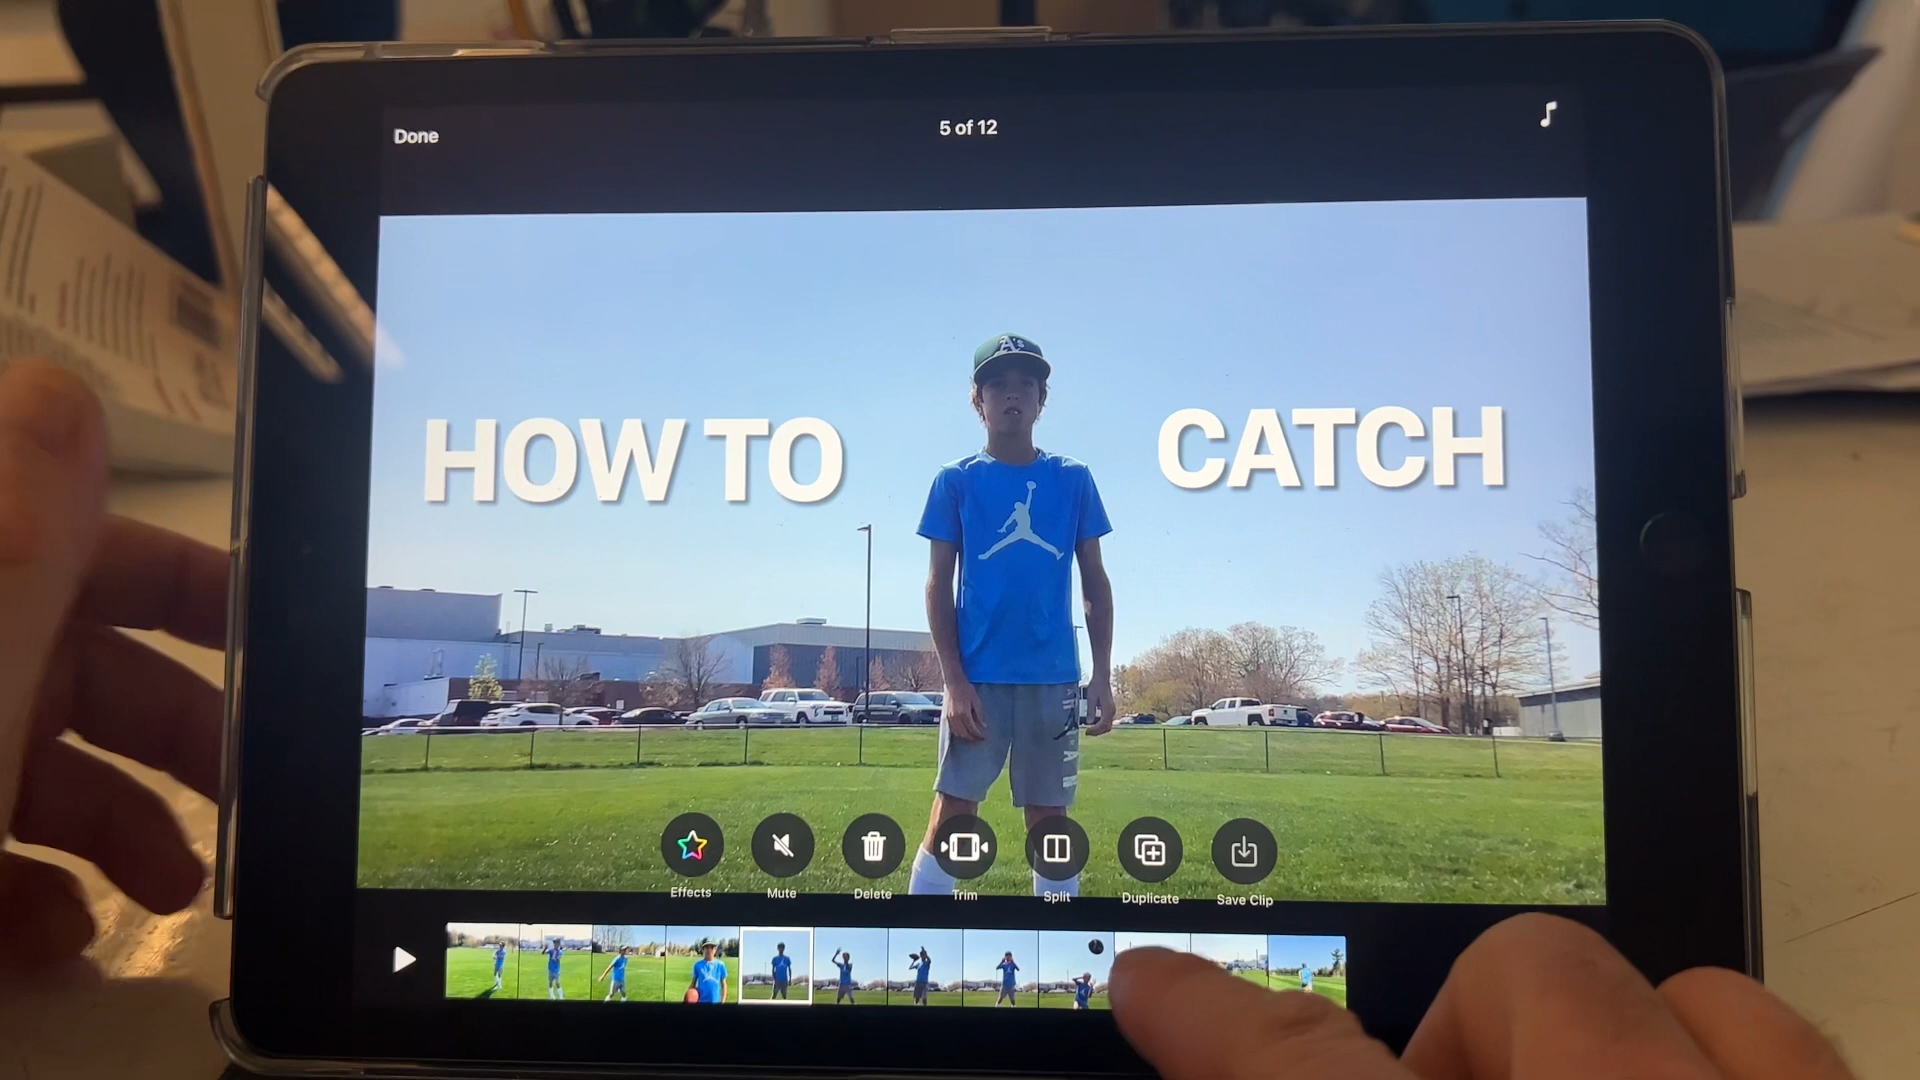 Done
5 of 12
A's
HOW TO CATCH
Effects
Mute
Delete
Trim
Split
Duplicate
Save Clip